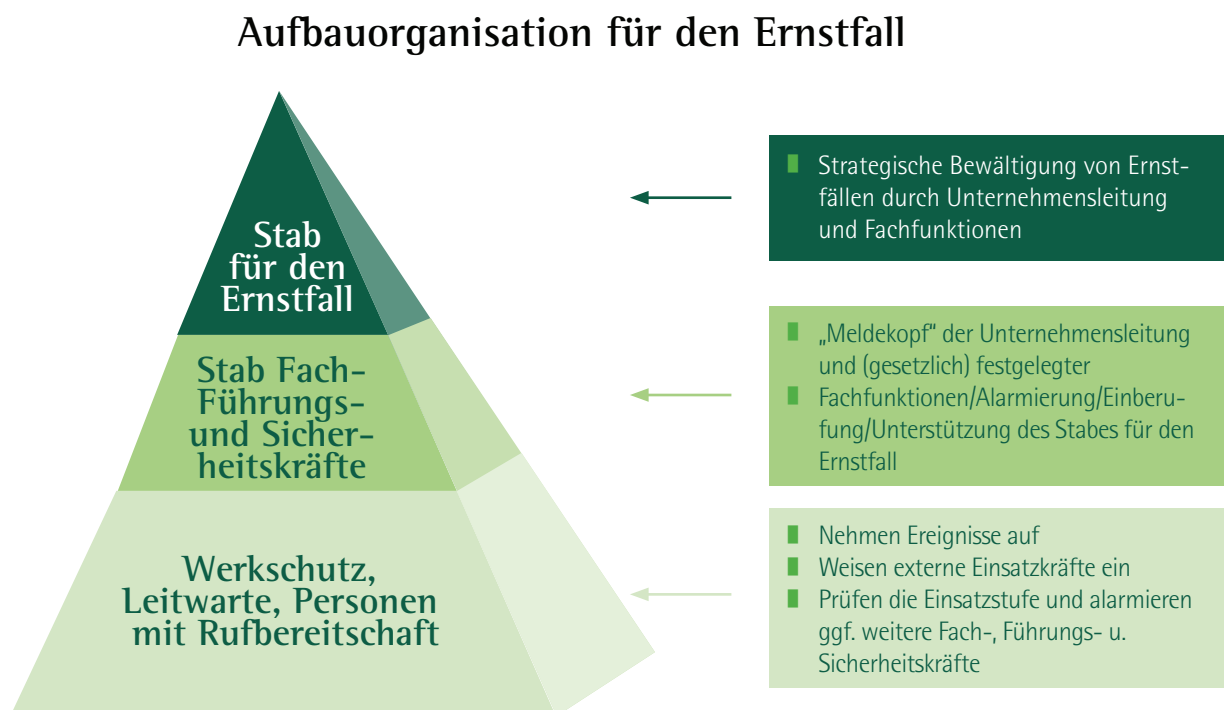 Aufbauorganisation für den Ernstfall
Stab
für den
Ernstfall
Strategische Bewältigung von Ernst-
fällen durch Unternehmensleitung
und Fachfunktionen
Stab Fach-
Führungs-
und Sicher-
heitskräfte
„Meldekopf“ der Unternehmensleitung
und (gesetzlich) festgelegter
Fachfunktionen/Alarmierung/Einberu-
fung/Unterstützung des Stabes für den
Ernstfall
Werkschutz,
Leitwarte, Personen
mit Rufbereitschaft
Nehmen Ereignisse auf
Weisen externe Einsatzkräfte ein
Prüfen die Einsatzstufe und alarmieren
ggf. weitere Fach-, Führungs- u.
Sicherheitskräfte